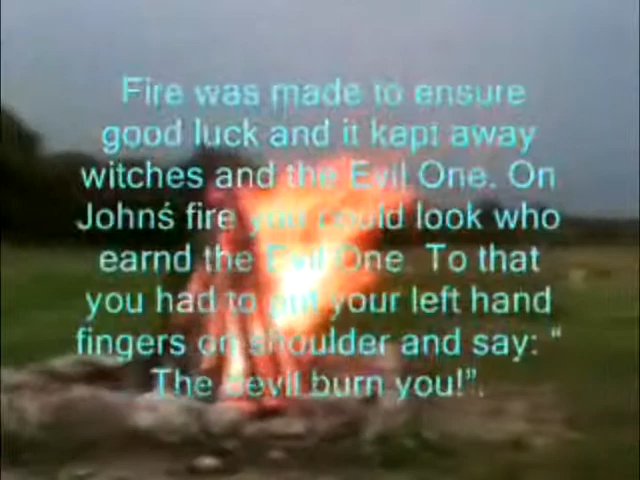 Fire was made to ensure
good luck and it kept away
witches and the Evil One. On
Johnś fire you could look who
earnd the Evil One. To that
you had to put your left hand
fingers on shoulder and say: “
The devil burn you!”.